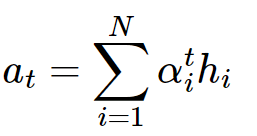 $a_t = \sum_{i=1}^{N} \alpha_i^t h_i$